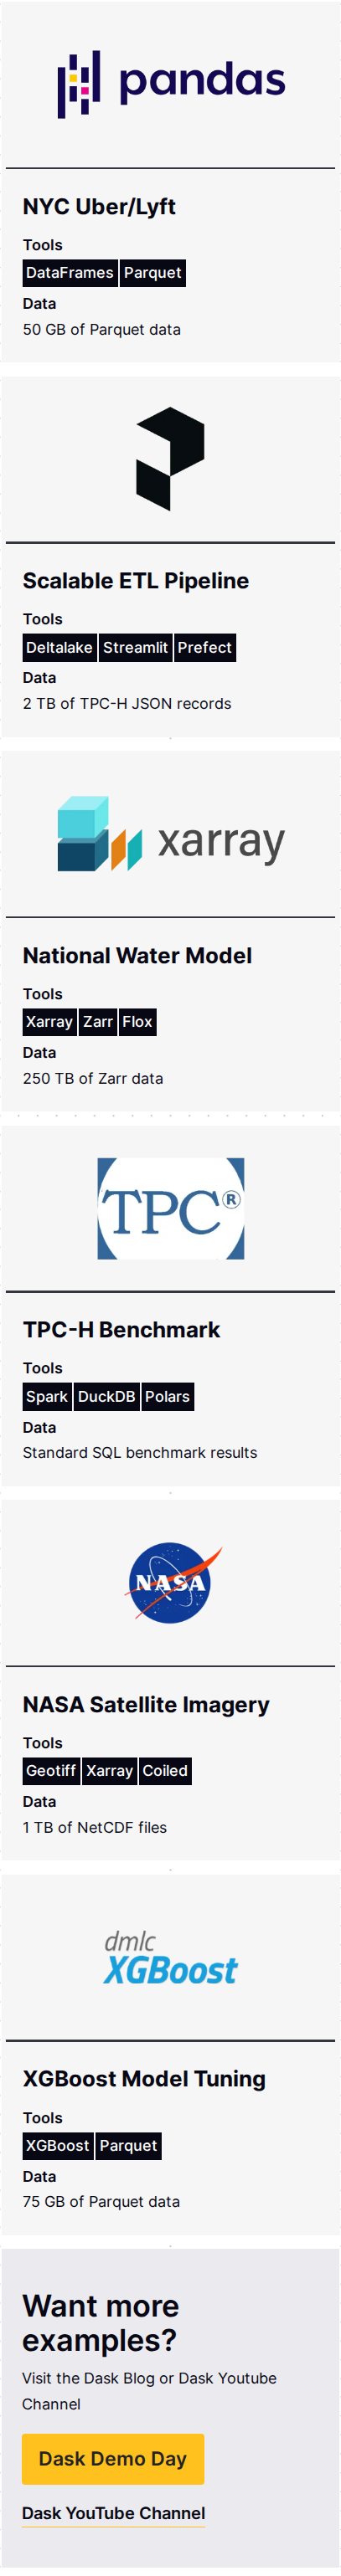 pandas
NYC Uber/Lyft
Tools
DataFrames Parquet
Data
50 GB of Parquet data
Scalable ETL Pipeline
Tools
Deltalake Streamlit Prefect
Data
2 TB of TPC-H JSON records
xarray
National Water Model
Tools
Xarray Zarr Flox
Data
250 TB of Zarr data
TPC®
TPC-H Benchmark
Tools
Spark DuckDB Polars
Data
Standard SQL benchmark results
NASA
NASA Satellite Imagery
Tools
Geotiff Xarray Coiled
Data
1 TB of NetCDF files
dmlc
XGBoost
XGBoost Model Tuning
Tools
XGBoost Parquet
Data
75 GB of Parquet data
Want more
examples?
Visit the Dask Blog or Dask Youtube
Channel
Dask Demo Day
Dask YouTube Channel